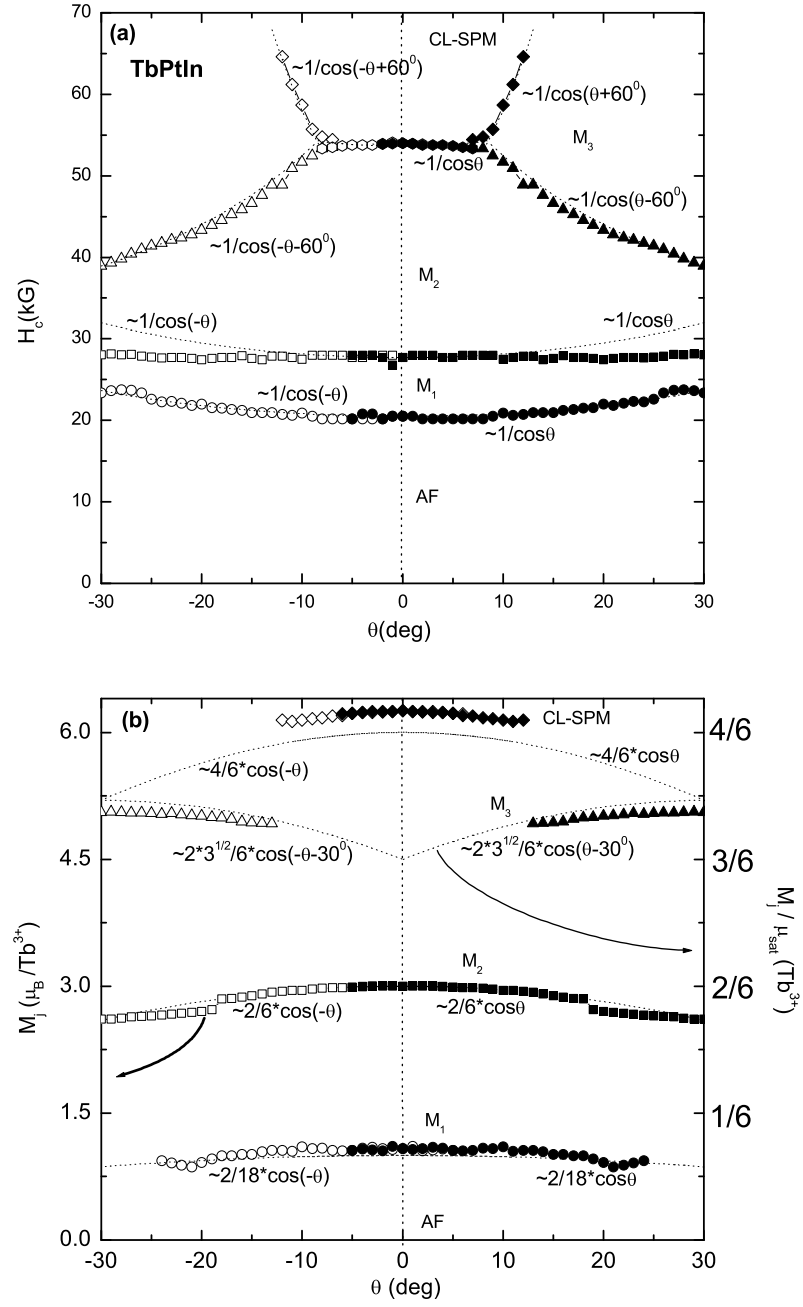 (a)
TbPtIn
CL-SPM
~1/cos(-θ+60⁰)
~1/cos(θ+60⁰)
M₃
~1/cosθ
~1/cos(θ-60⁰)
~1/cos(-θ-60⁰)
M₂
~1/cos(-θ)
~1/cosθ
M₁
~1/cos(-θ)
~1/cosθ
AF
70
60
50
40
30
20
10
0
H_c(kG)
-30 -20 -10 0 10 20 30
θ(deg)
(b)
CL-SPM
~4/6*cos(-θ)
~4/6*cosθ
M₃
~2*3^1/2/6*cos(-θ-30⁰)
~2*3^1/2/6*cos(θ-30⁰)
M₂
~2/6*cos(-θ)
~2/6*cosθ
M₁
~2/18*cos(-θ)
~2/18*cosθ
AF
6.0
4.5
3.0
1.5
0.0
M_j (μ_B /Tb³⁺)
4/6
3/6
2/6
1/6
M_j / μ_sat (Tb³⁺)
-30 -20 -10 0 10 20 30
θ (deg)